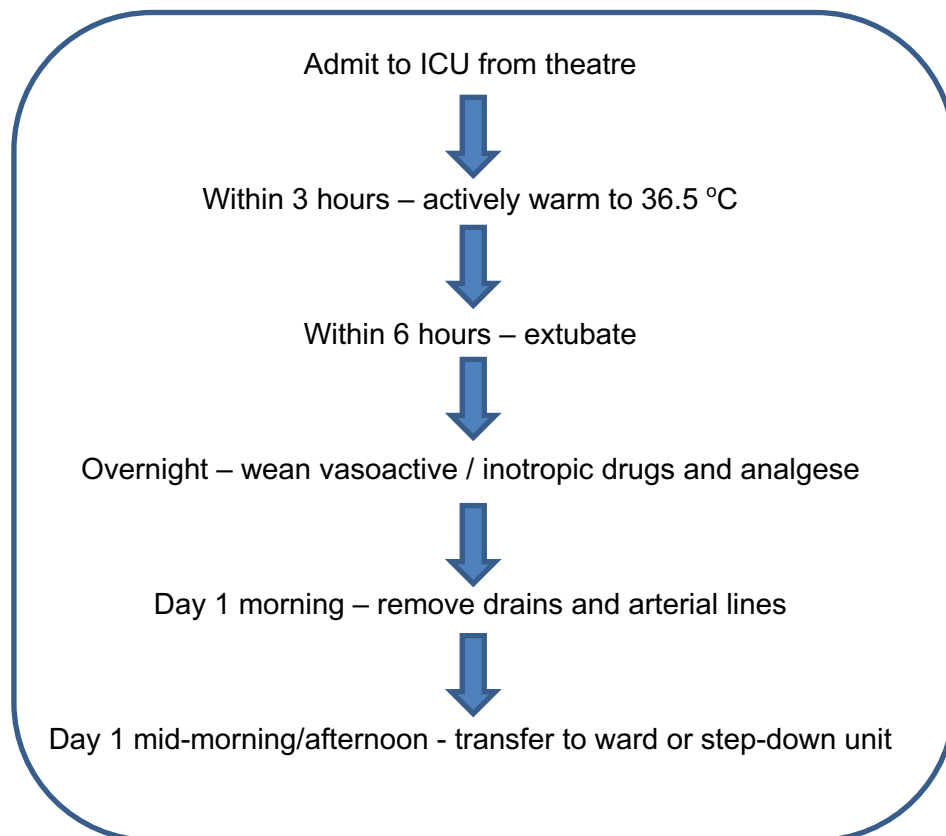 Admit to ICU from theatre
Within 3 hours – actively warm to 36.5 ºC
Within 6 hours – extubate
Overnight – wean vasoactive / inotropic drugs and analgese
Day 1 morning – remove drains and arterial lines
Day 1 mid-morning/afternoon - transfer to ward or step-down unit